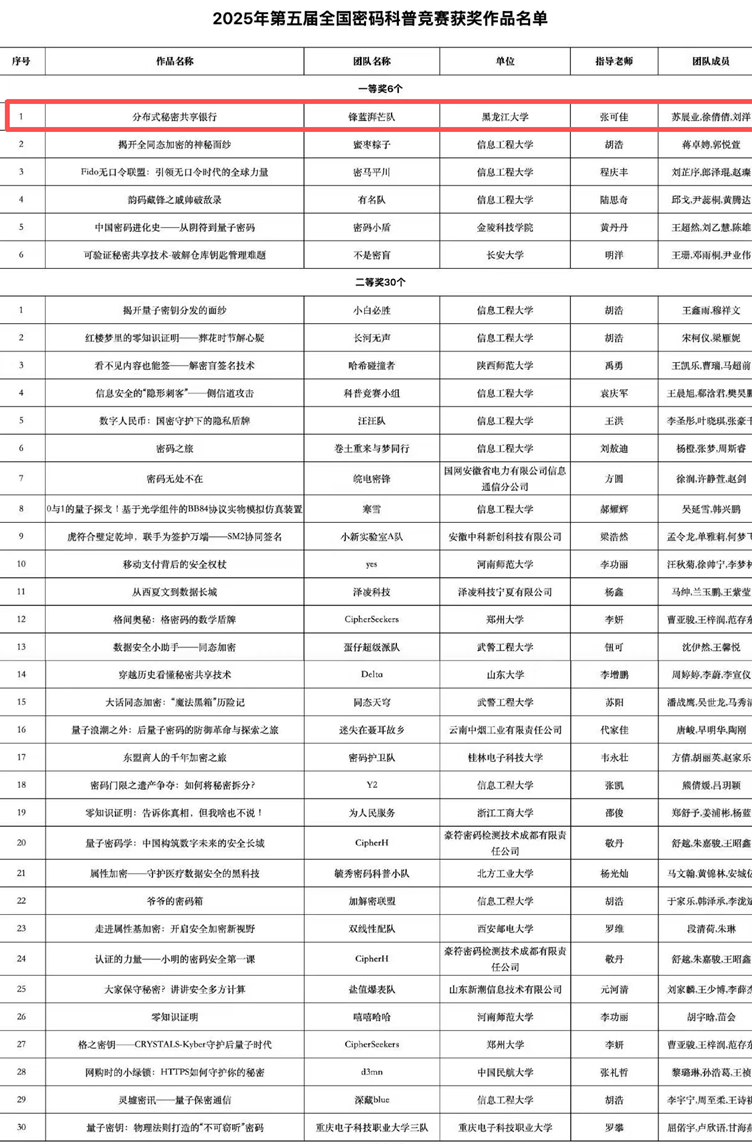 2025年第五届全国密码科普竞赛获奖作品名单
序号 作品名称 团队名称 单位 指导老师 团队成员
一等奖6个
1 分布式秘密共享银行 锋蓝湃芒队 黑龙江大学 张可佳 苏展业,徐倩倩,刘洋
2 揭开全同态加密的神秘面纱 蜜枣粽子 信息工程大学 胡浩 蒋卓娉,郭悦萱
3 Fido无口令联盟：引领无口令时代的全球力量 密马平川 信息工程大学 程庆丰 刘芷序,郎泽琨,赵璨
4 韵码藏锋之戚帅破敌录 有名队 信息工程大学 陆思奇 邱戈,尹蕊桐,黄腾达
5 中国密码进化史——从阴符到量子密码 密码小盾 金陵科技学院 黄丹丹 王超然,刘乙慧,陈雄
6 可验证秘密共享技术-破解仓库钥匙管理难题 不是密盲 长安大学 明洋 王珊,邓雨桐,尹业伟
二等奖30个
1 揭开量子密钥分发的面纱 小白必胜 信息工程大学 胡浩 王鑫雨,穆祥文
2 红楼梦里的零知识证明——葬花时节解心疑 长河无声 信息工程大学 胡浩 宋柯仪,梁雁妮
3 看不见内容也能签——解密盲签名技术 哈希碰撞者 陕西师范大学 禹勇 王凯乐,曹瑞,马超前
4 信息安全的“隐形刺客”——侧信道攻击 科普竞赛小组 信息工程大学 袁庆军 王晨旭,郗浛君,樊昊鹏
5 数字人民币：国密守护下的隐私盾牌 汪汪队 信息工程大学 王洪 李圣彤,叶晓琪,张豪
6 密码之旅 卷土重来与梦同行 信息工程大学 刘敖迪 杨橙,张梦,周斯睿
7 密码无处不在 皖电密锋 国网安徽省电力有限公司信息
通信分公司 方圆 徐润,许静萱,赵剑
8 0与1的量子探戈！基于光学组件的BB84协议实物模拟仿真装置 寒雪 信息工程大学 郝耀辉 吴延雪,韩兴鹏
9 虎符合璧定乾坤，联手为签护万端——SM2协同签名 小新实验室A队 安徽中科新创科技有限公司 梁浩然 孟令龙,单雅莉,何梦飞
10 移动支付背后的安全权杖 yes 河南师范大学 李功丽 汪秋菊,徐帅宁,李梦
11 从西夏文到数据长城 泽凌科技 泽凌科技宁夏有限公司 杨鑫 马绅,兰玉鹏,王紫莹
12 格间奥秘：格密码的数学盾牌 CipherSeekers 郑州大学 李妍 曹亚骏,王梓润,范存东
13 数据安全小助手——同态加密 蛋仔超级派队 武警工程大学 钮可 沈伊然,王馨悦
14 穿越历史看懂秘密共享技术 Delta 山东大学 李增鹏 周婷婷,李蔚,李宣仪
15 大话同态加密：“魔法黑箱”历险记 同态天穹 武警工程大学 苏阳 潘战鹰,吴世龙,马秀
16 量子浪潮之外：后量子密码的防御革命与探索之旅 迷失在聂耳故乡 云南中烟工业有限责任公司 代家佳 唐峻,早明华,陶刚
17 东盟商人的千年加密之旅 密码护卫队 桂林电子科技大学 韦永壮 方倩,胡丽英,赵家乐
18 密码门限之遗产争夺：如何将秘密拆分？ Y2 信息工程大学 张凯 熊倩媛,吕玥颖
19 零知识证明：告诉你真相，但我啥也不说！ 为人民服务 浙江工商大学 邵俊 郑舒予,姜浦彬,杨蓝
20 量子密码学：中国构筑数字未来的安全长城 CipherH 豪符密码检测技术成都有限责
任公司 敬丹 舒越,朱嘉骏,王昭鑫
21 属性加密——守护医疗数据安全的黑科技 毓秀密码科普小队 北方工业大学 杨光灿 马文翰,黄锦林,安城
22 爷爷的密码箱 加解密联盟 信息工程大学 胡浩 于家乐,韩泽承,李泷
23 走进属性基加密：开启安全加密新视野 双线性配队 西安邮电大学 罗维 段清荷,朱琳
24 认证的力量——小明的密码安全第一课 CipherH 豪符密码检测技术成都有限责
任公司 敬丹 舒越,朱嘉骏,王昭鑫
25 大家保守秘密？讲讲安全多方计算 盐值爆表队 山东新潮信息技术有限公司 元河清 刘家麟,王少博,李薛
26 零知识证明 嘻嘻哈哈 河南师范大学 李功丽 胡宇晗,苗会
27 格之密钥——CRYSTALS-Kyber守护后量子时代 CipherSeekers 郑州大学 李妍 曹亚骏,王梓润,范存东
28 网购时的小绿锁：HTTPS如何守护你的秘密 d3mn 中国民航大学 张礼哲 黎璐琳,孙浩葛,王祯
29 灵墟密讯——量子保密通信 深藏blue 信息工程大学 胡浩 李宇宁,周至柔,王诗
30 量子密钥：物理法则打造的“不可窃听”密码 重庆电子科技职业大学三队 重庆电子科技职业大学 罗攀 屈偌宇,卢欣语,甘海